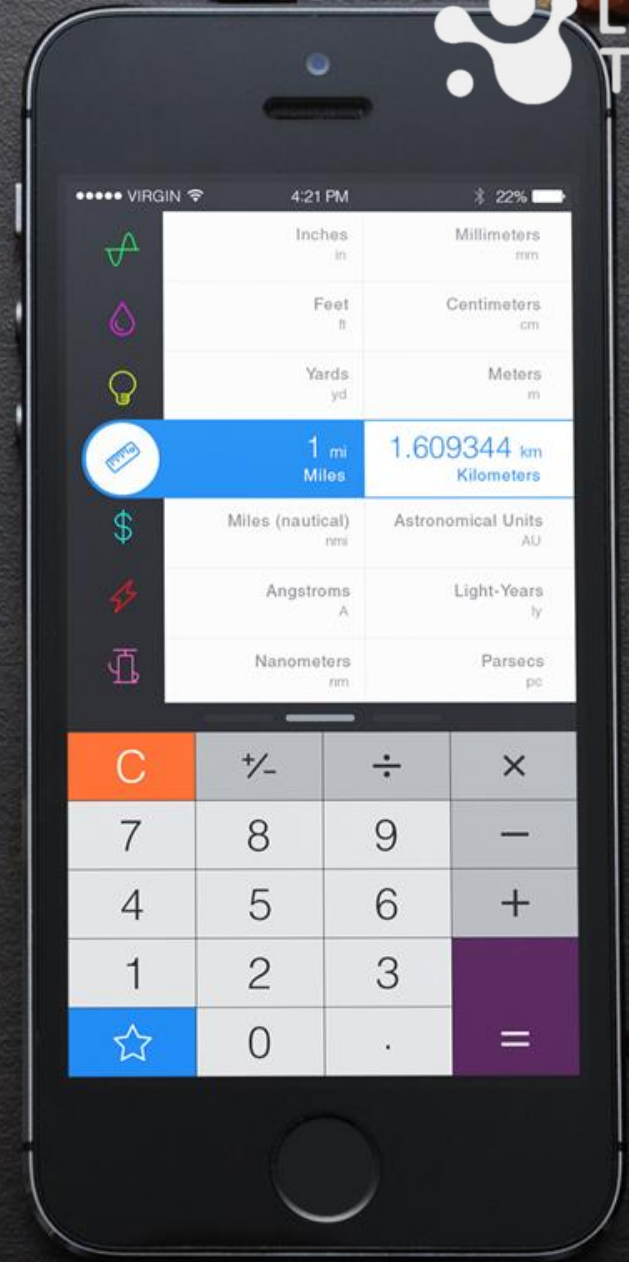 L
T
VIRGIN 4:21 PM 22%
Inches Millimeters
in mm
Feet Centimeters
ft cm
Yards Meters
yd m
1 mi 1.609344 km
Miles Kilometers
Miles (nautical) Astronomical Units
nmi AU
Angstroms Light-Years
A ly
Nanometers Parsecs
nm pc
C +/- ÷ ×
7 8 9 −
4 5 6 +
1 2 3
0 . =